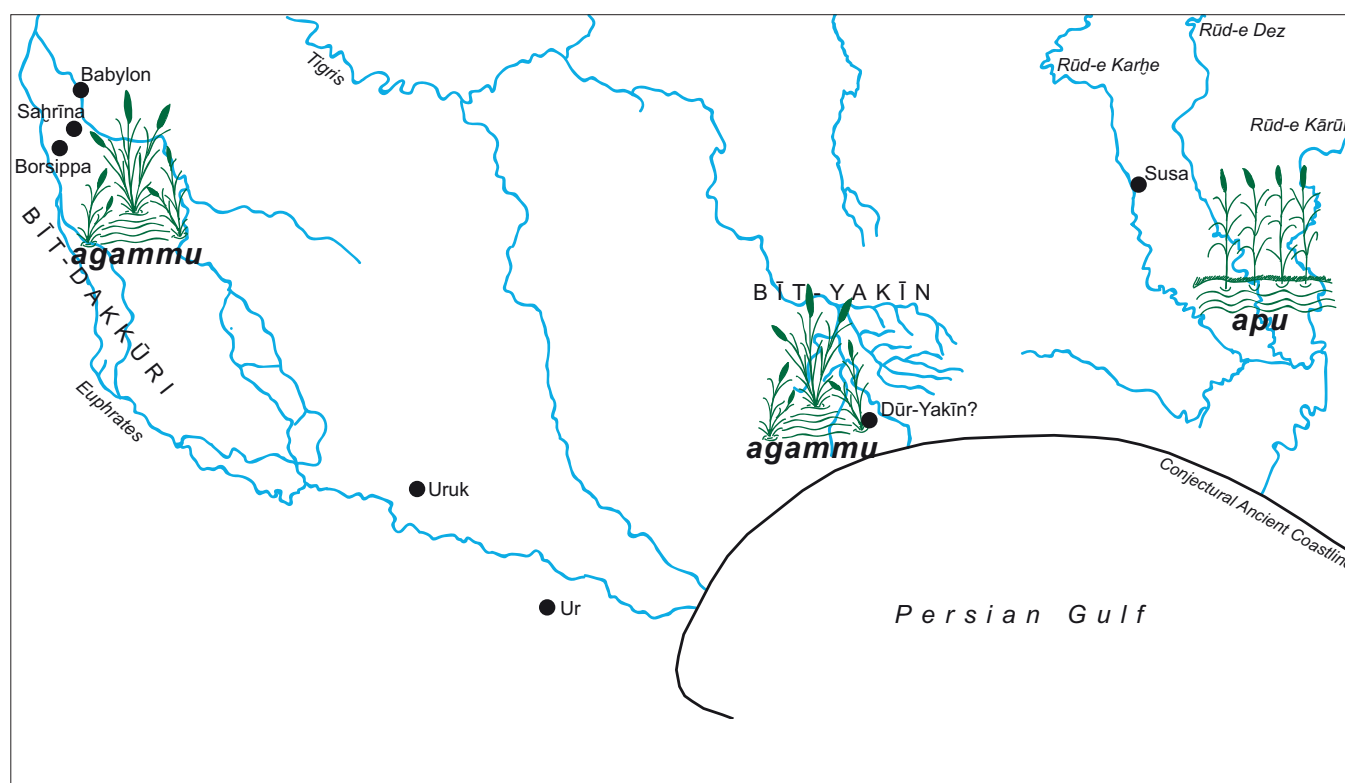 Rūd-e Dez
Tigris
Rūd-e Karḫe
Babylon
Saḫrīna
Rūd-e Kārūn
Borsippa
Susa
BĪT-DAKKŪRI
agammu
BĪT-YAKĪN
apu
Euphrates
Dūr-Yakīn?
agammu
Uruk
Conjectural Ancient Coastline
Ur
Persian Gulf